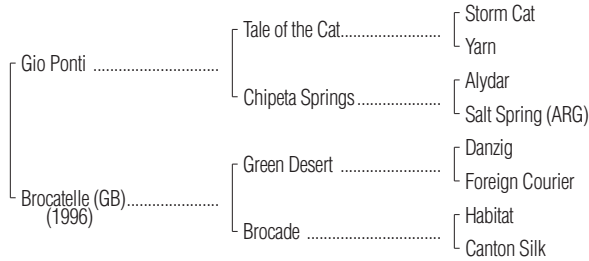 Storm Cat
Tale of the Cat.......................
Yarn
Gio Ponti .............................
Alydar
Chipeta Springs....................
Salt Spring (ARG)
Danzig
Green Desert .......................
Foreign Courier
Brocatelle (GB).....................
(1996)
Habitat
Brocade ...............................
Canton Silk